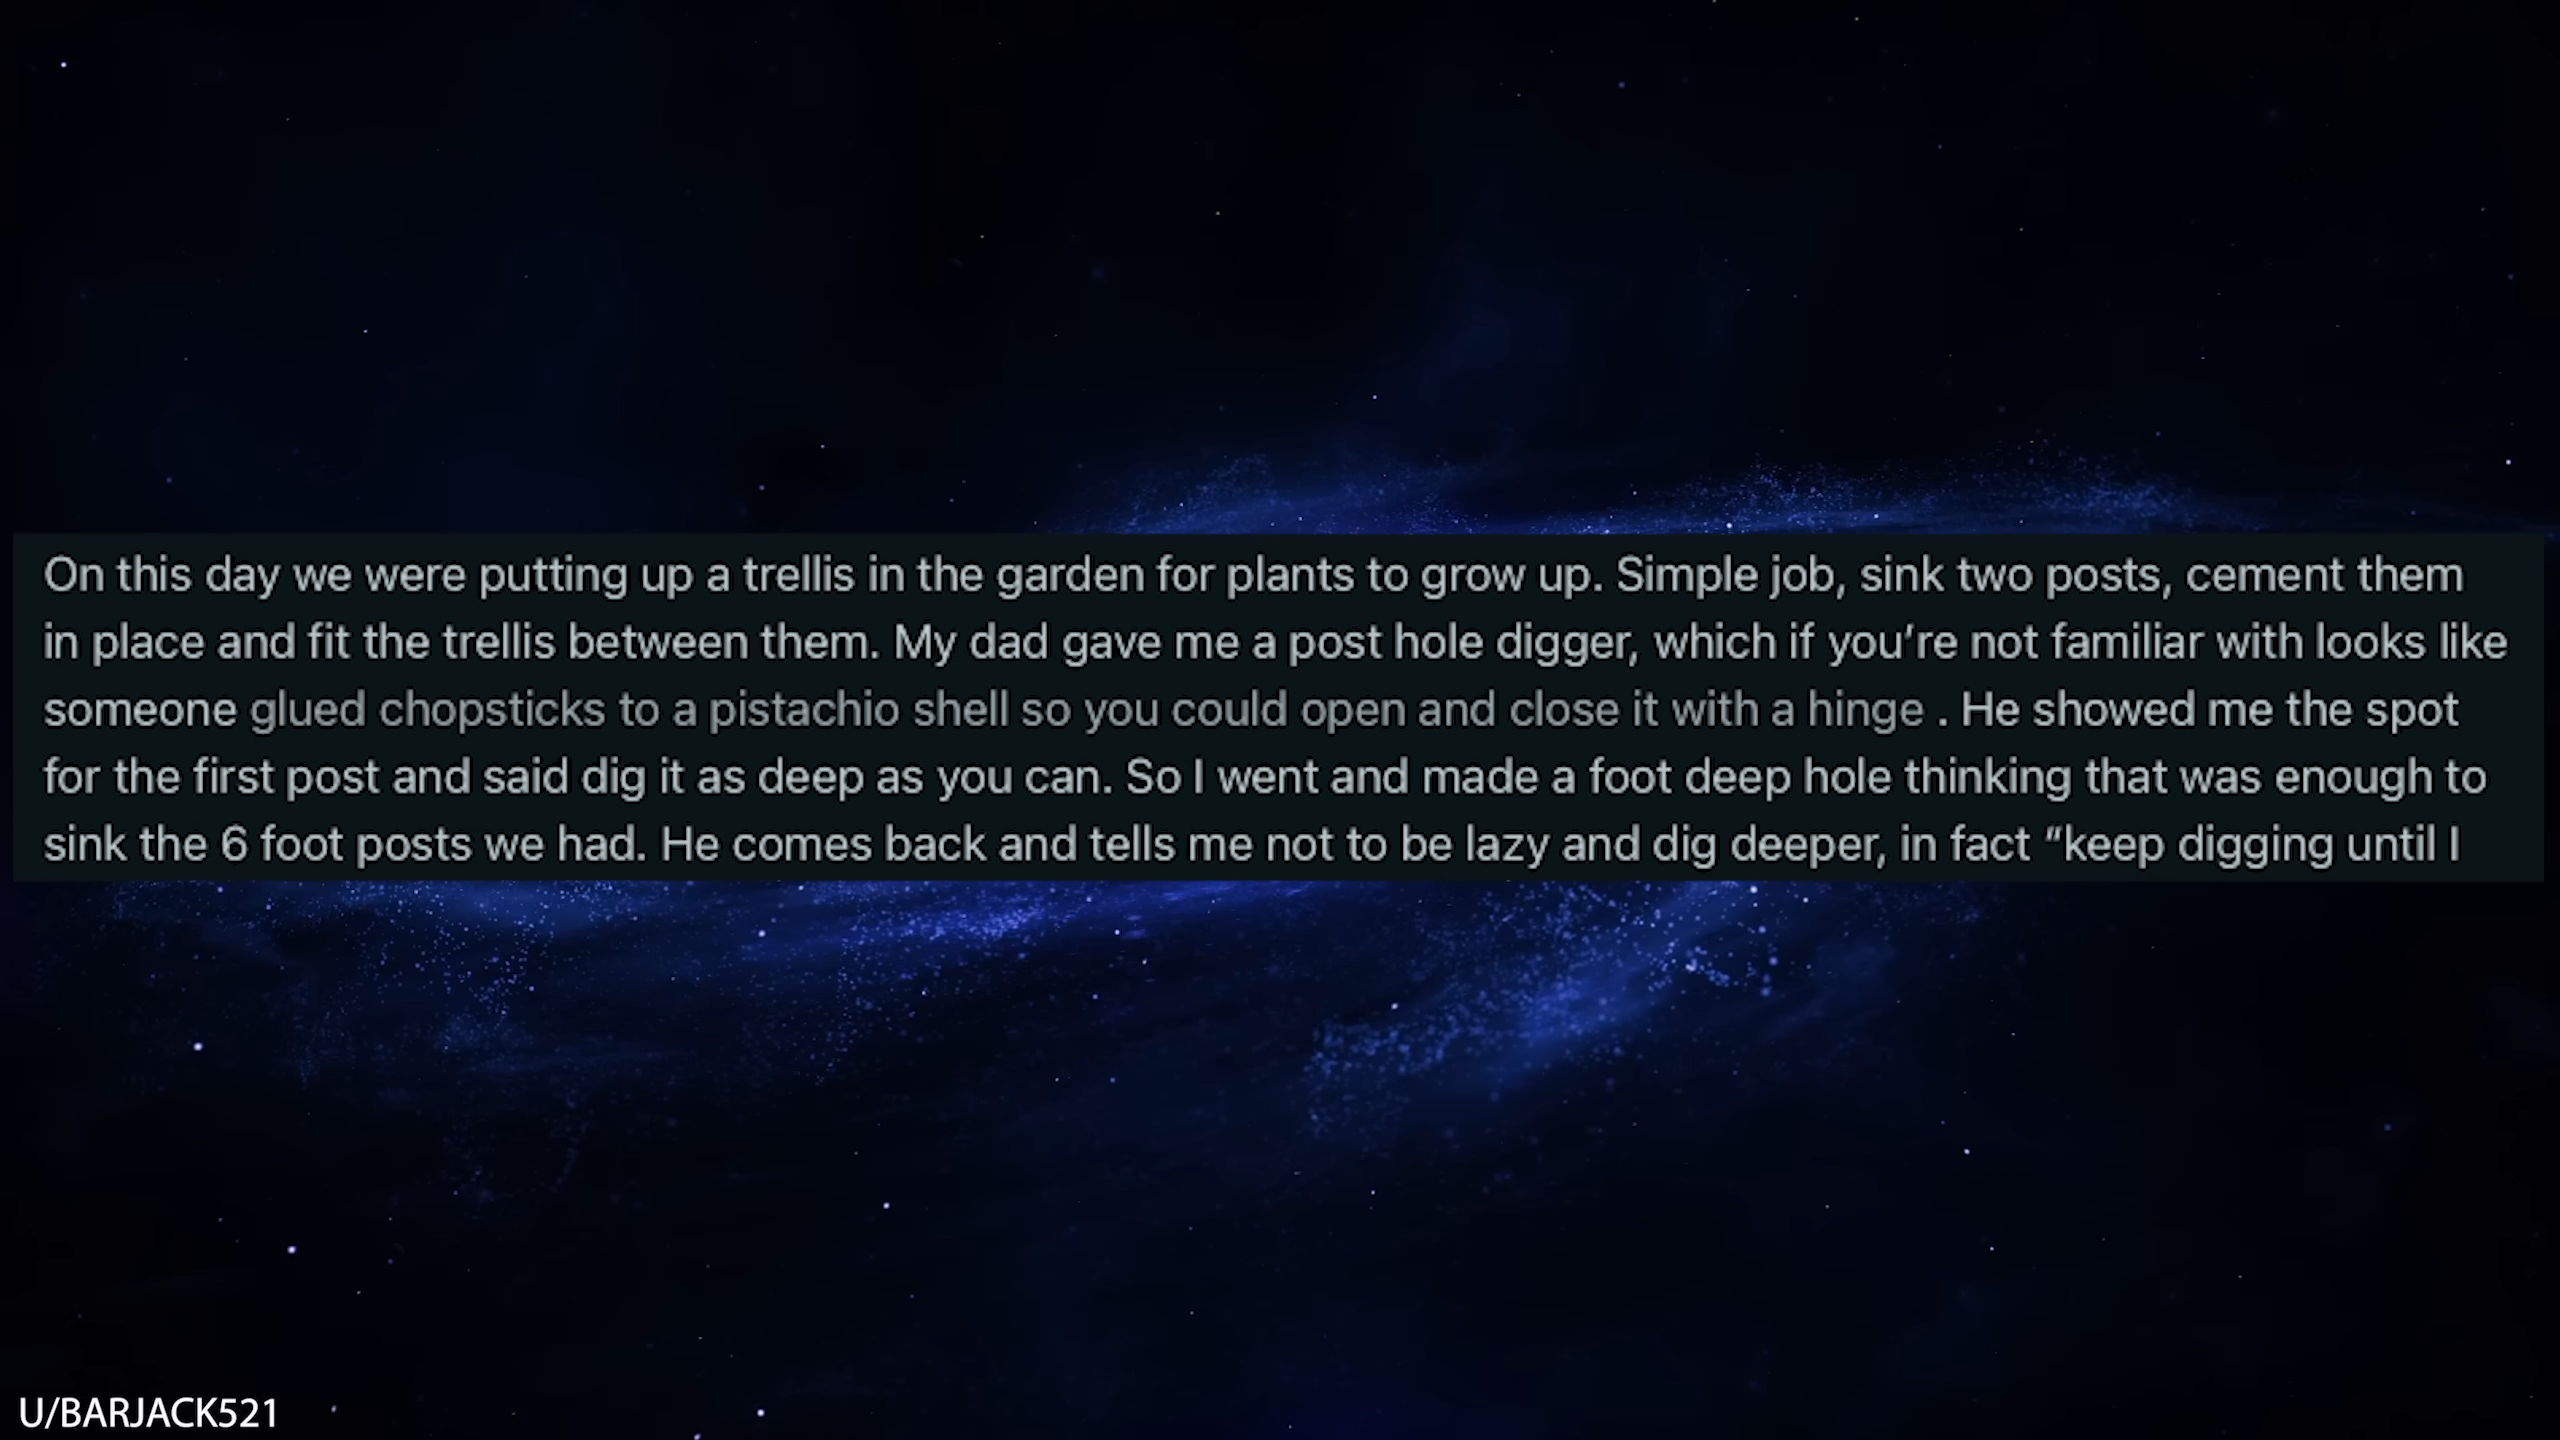 On this day we were putting up a trellis in the garden for plants to grow up. Simple job, sink two posts, cement them
in place and fit the trellis between them. My dad gave me a post hole digger, which if you’re not familiar with looks like
someone glued chopsticks to a pistachio shell so you could open and close it with a hinge . He showed me the spot
for the first post and said dig it as deep as you can. So I went and made a foot deep hole thinking that was enough to
sink the 6 foot posts we had. He comes back and tells me not to be lazy and dig deeper, in fact “keep digging until I
U/BARJACK521